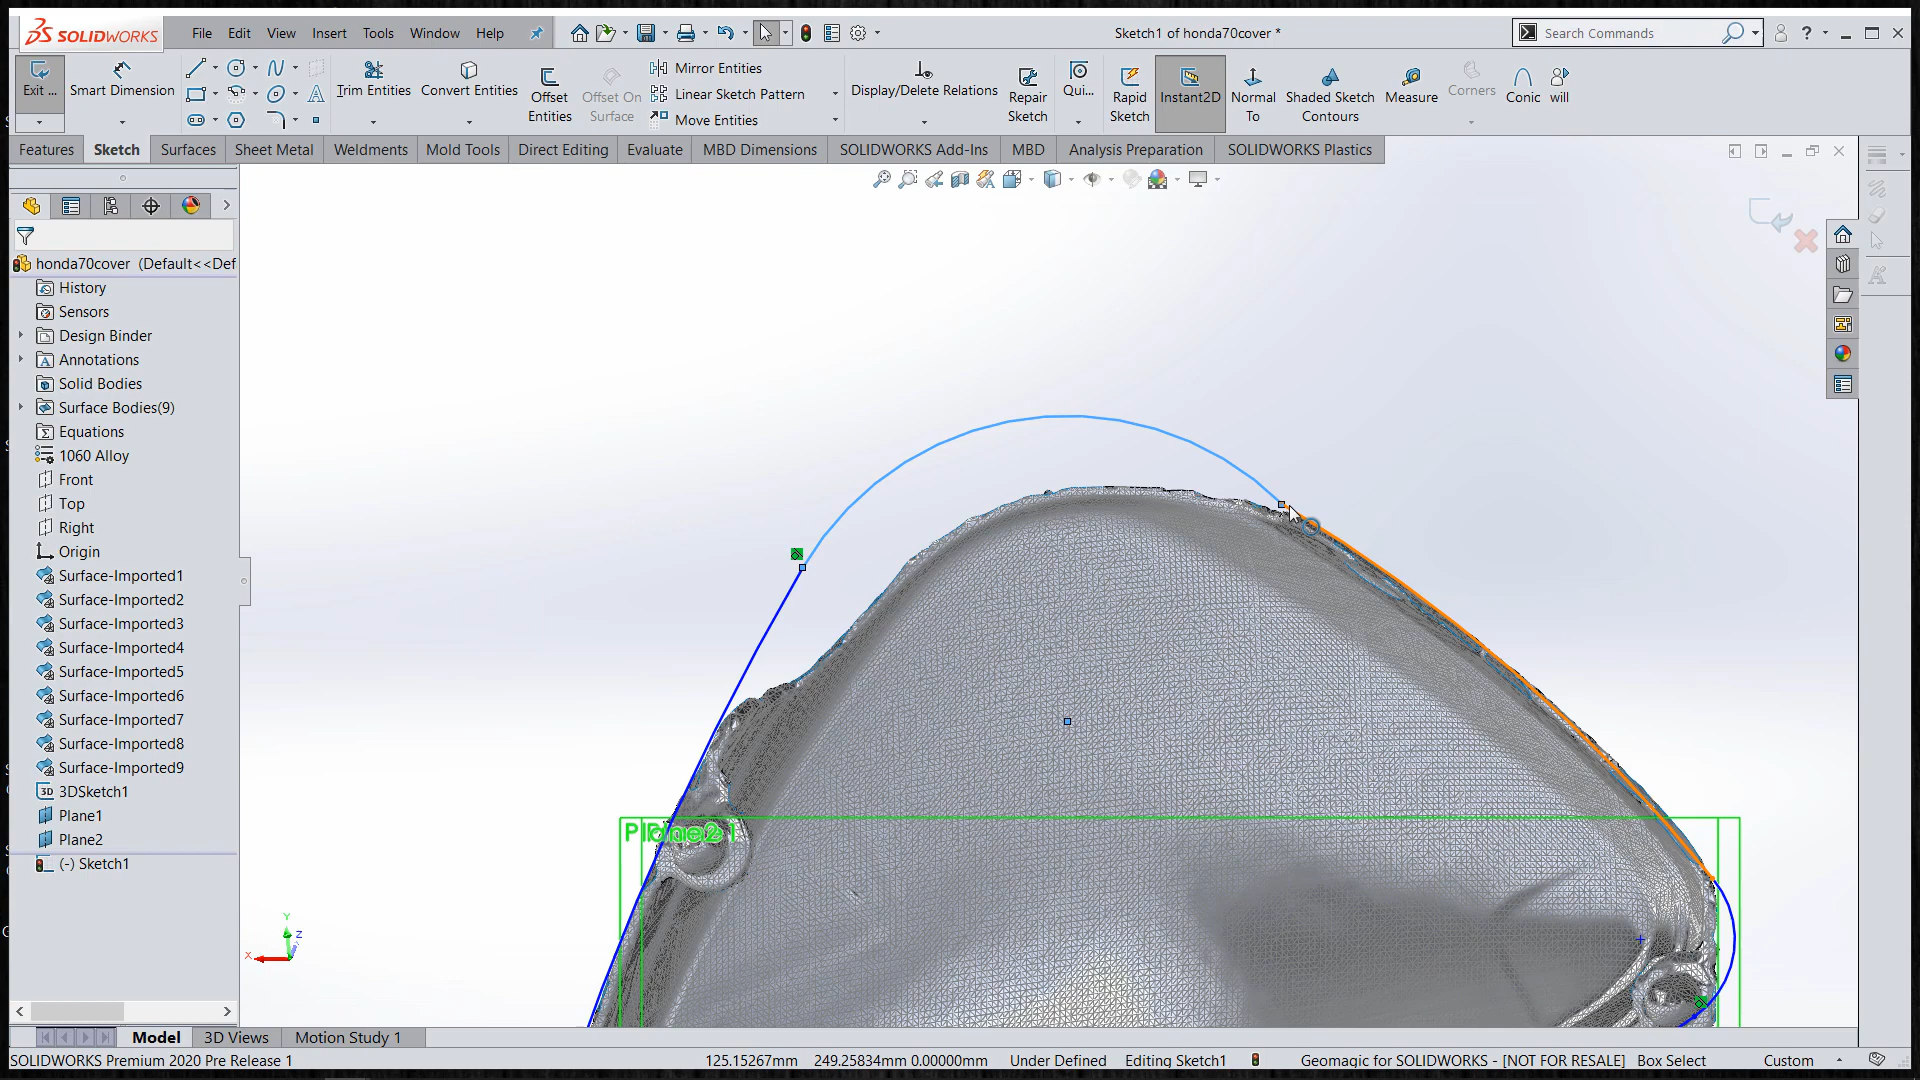 SOLIDWORKS
File Edit View Insert Tools Window Help
Sketch1 of honda70cover *
Search Commands
?
Exit ...
Smart Dimension
Trim Entities
Convert Entities
Offset Entities
Offset On Surface
Mirror Entities
Linear Sketch Pattern
Move Entities
Display/Delete Relations
Repair Sketch
Qui...
Rapid Sketch
Instant2D
Normal To
Shaded Sketch Contours
Measure
Corners
Conic
will
Features Sketch Surfaces Sheet Metal Weldments Mold Tools Direct Editing Evaluate MBD Dimensions SOLIDWORKS Add-Ins MBD Analysis Preparation SOLIDWORKS Plastics
honda70cover (Default<<Def
History
Sensors
Design Binder
Annotations
Solid Bodies
Surface Bodies(9)
Equations
1060 Alloy
Front
Top
Right
Origin
Surface-Imported1
Surface-Imported2
Surface-Imported3
Surface-Imported4
Surface-Imported5
Surface-Imported6
Surface-Imported7
Surface-Imported8
Surface-Imported9
3D 3DSketch1
Plane1
Plane2
(-) Sketch1
Y
Z
X
Model 3D Views Motion Study 1
SOLIDWORKS Premium 2020 Pre Release 1
125.15267mm 249.25834mm 0.00000mm Under Defined Editing Sketch1 Geomagic for SOLIDWORKS - [NOT FOR RESALE] Box Select Custom